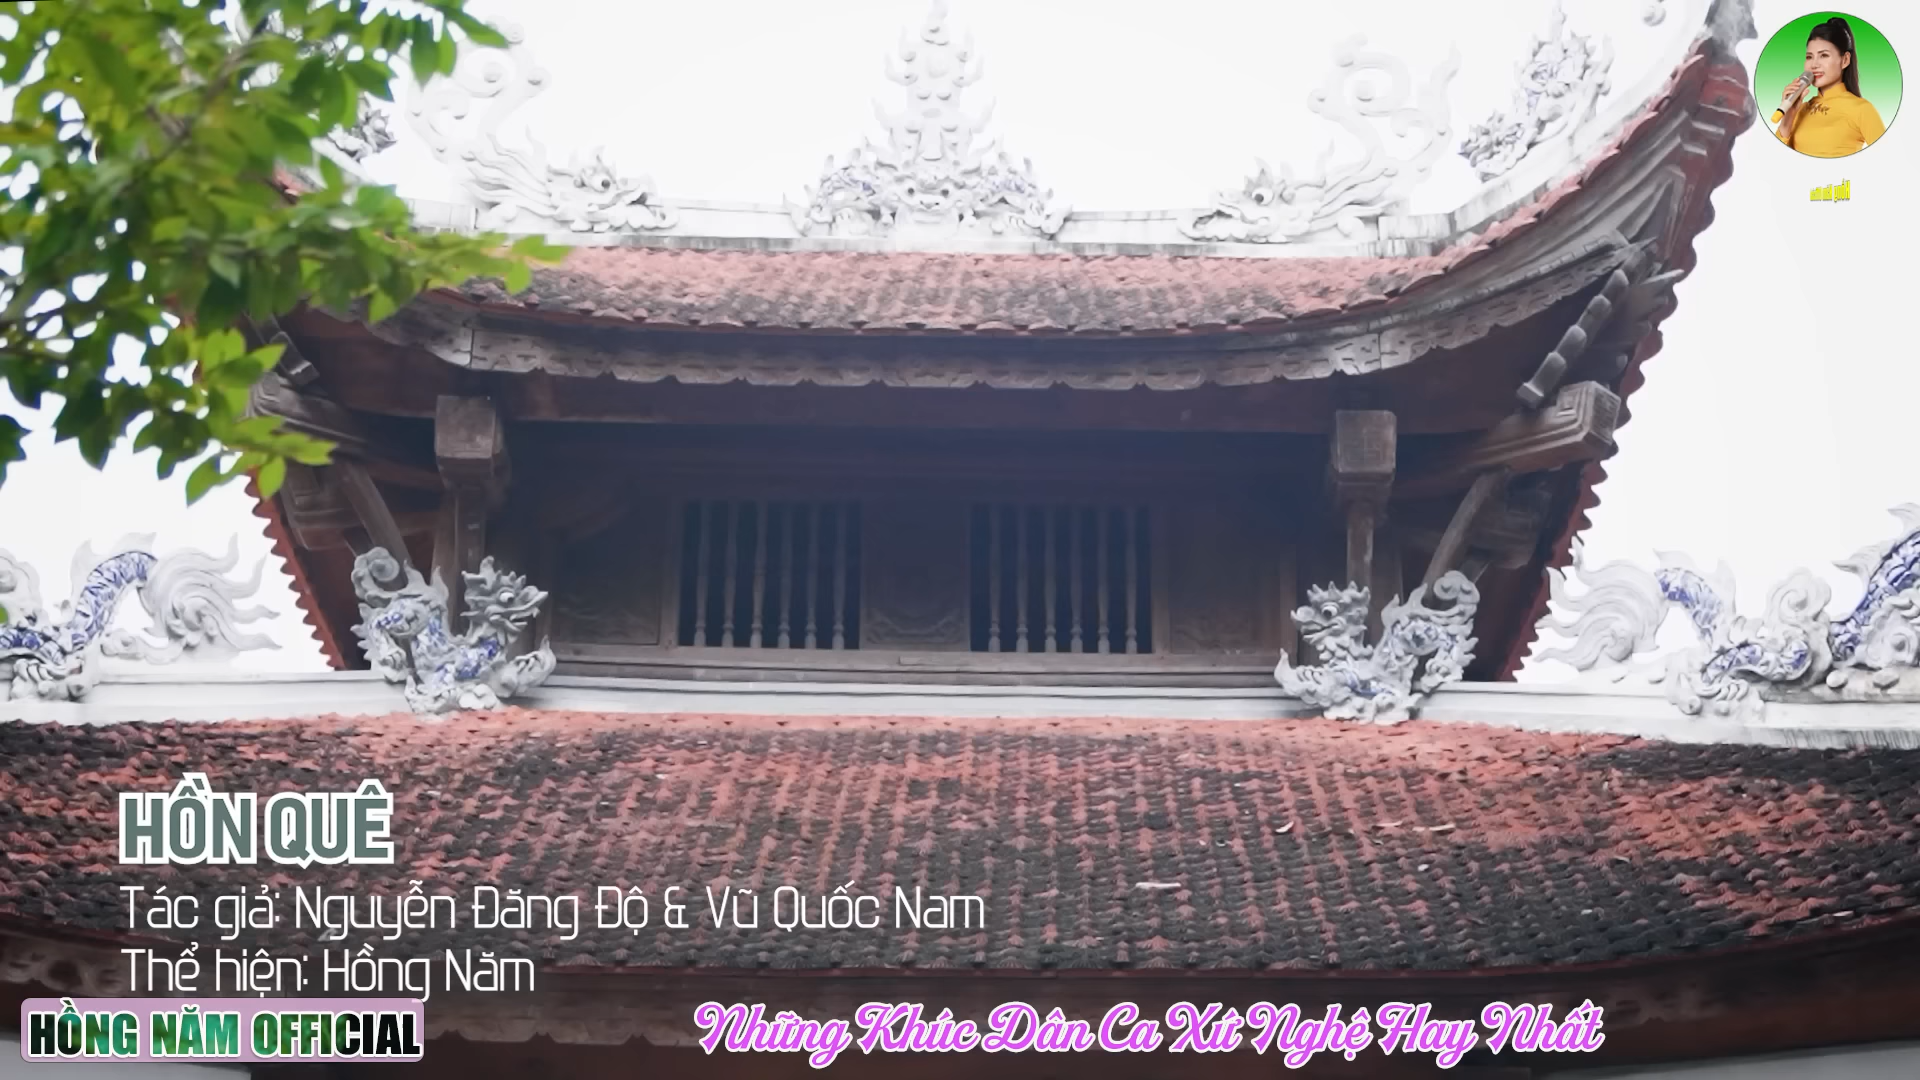 HỒN QUÊ
Tác giả: Nguyễn Đăng Độ & Vũ Quốc Nam
Thể hiện: Hồng Năm
HỒNG NĂM OFFICIAL
Những Khúc Dân Ca Xứ Nghệ Hay Nhất